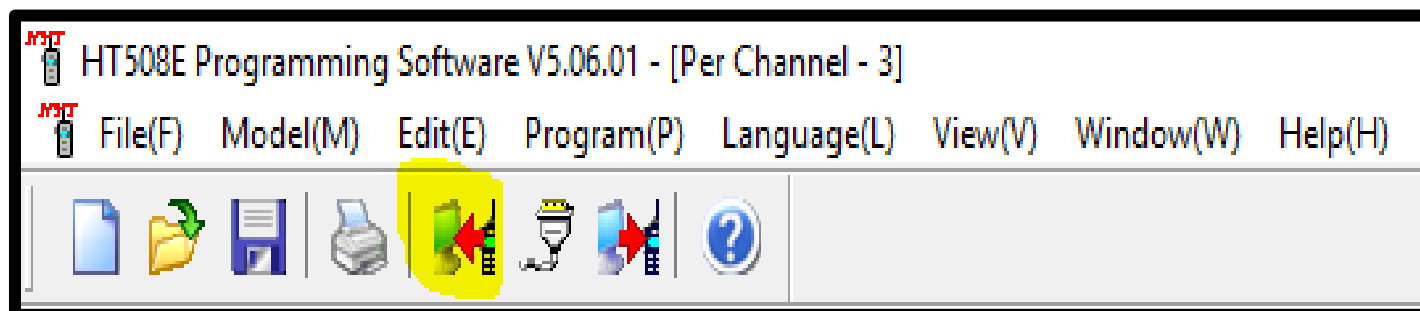 HT508E Programming Software V5.06.01 - [Per Channel - 3]
File(F) Model(M) Edit(E) Program(P) Language(L) View(V) Window(W) Help(H)
?